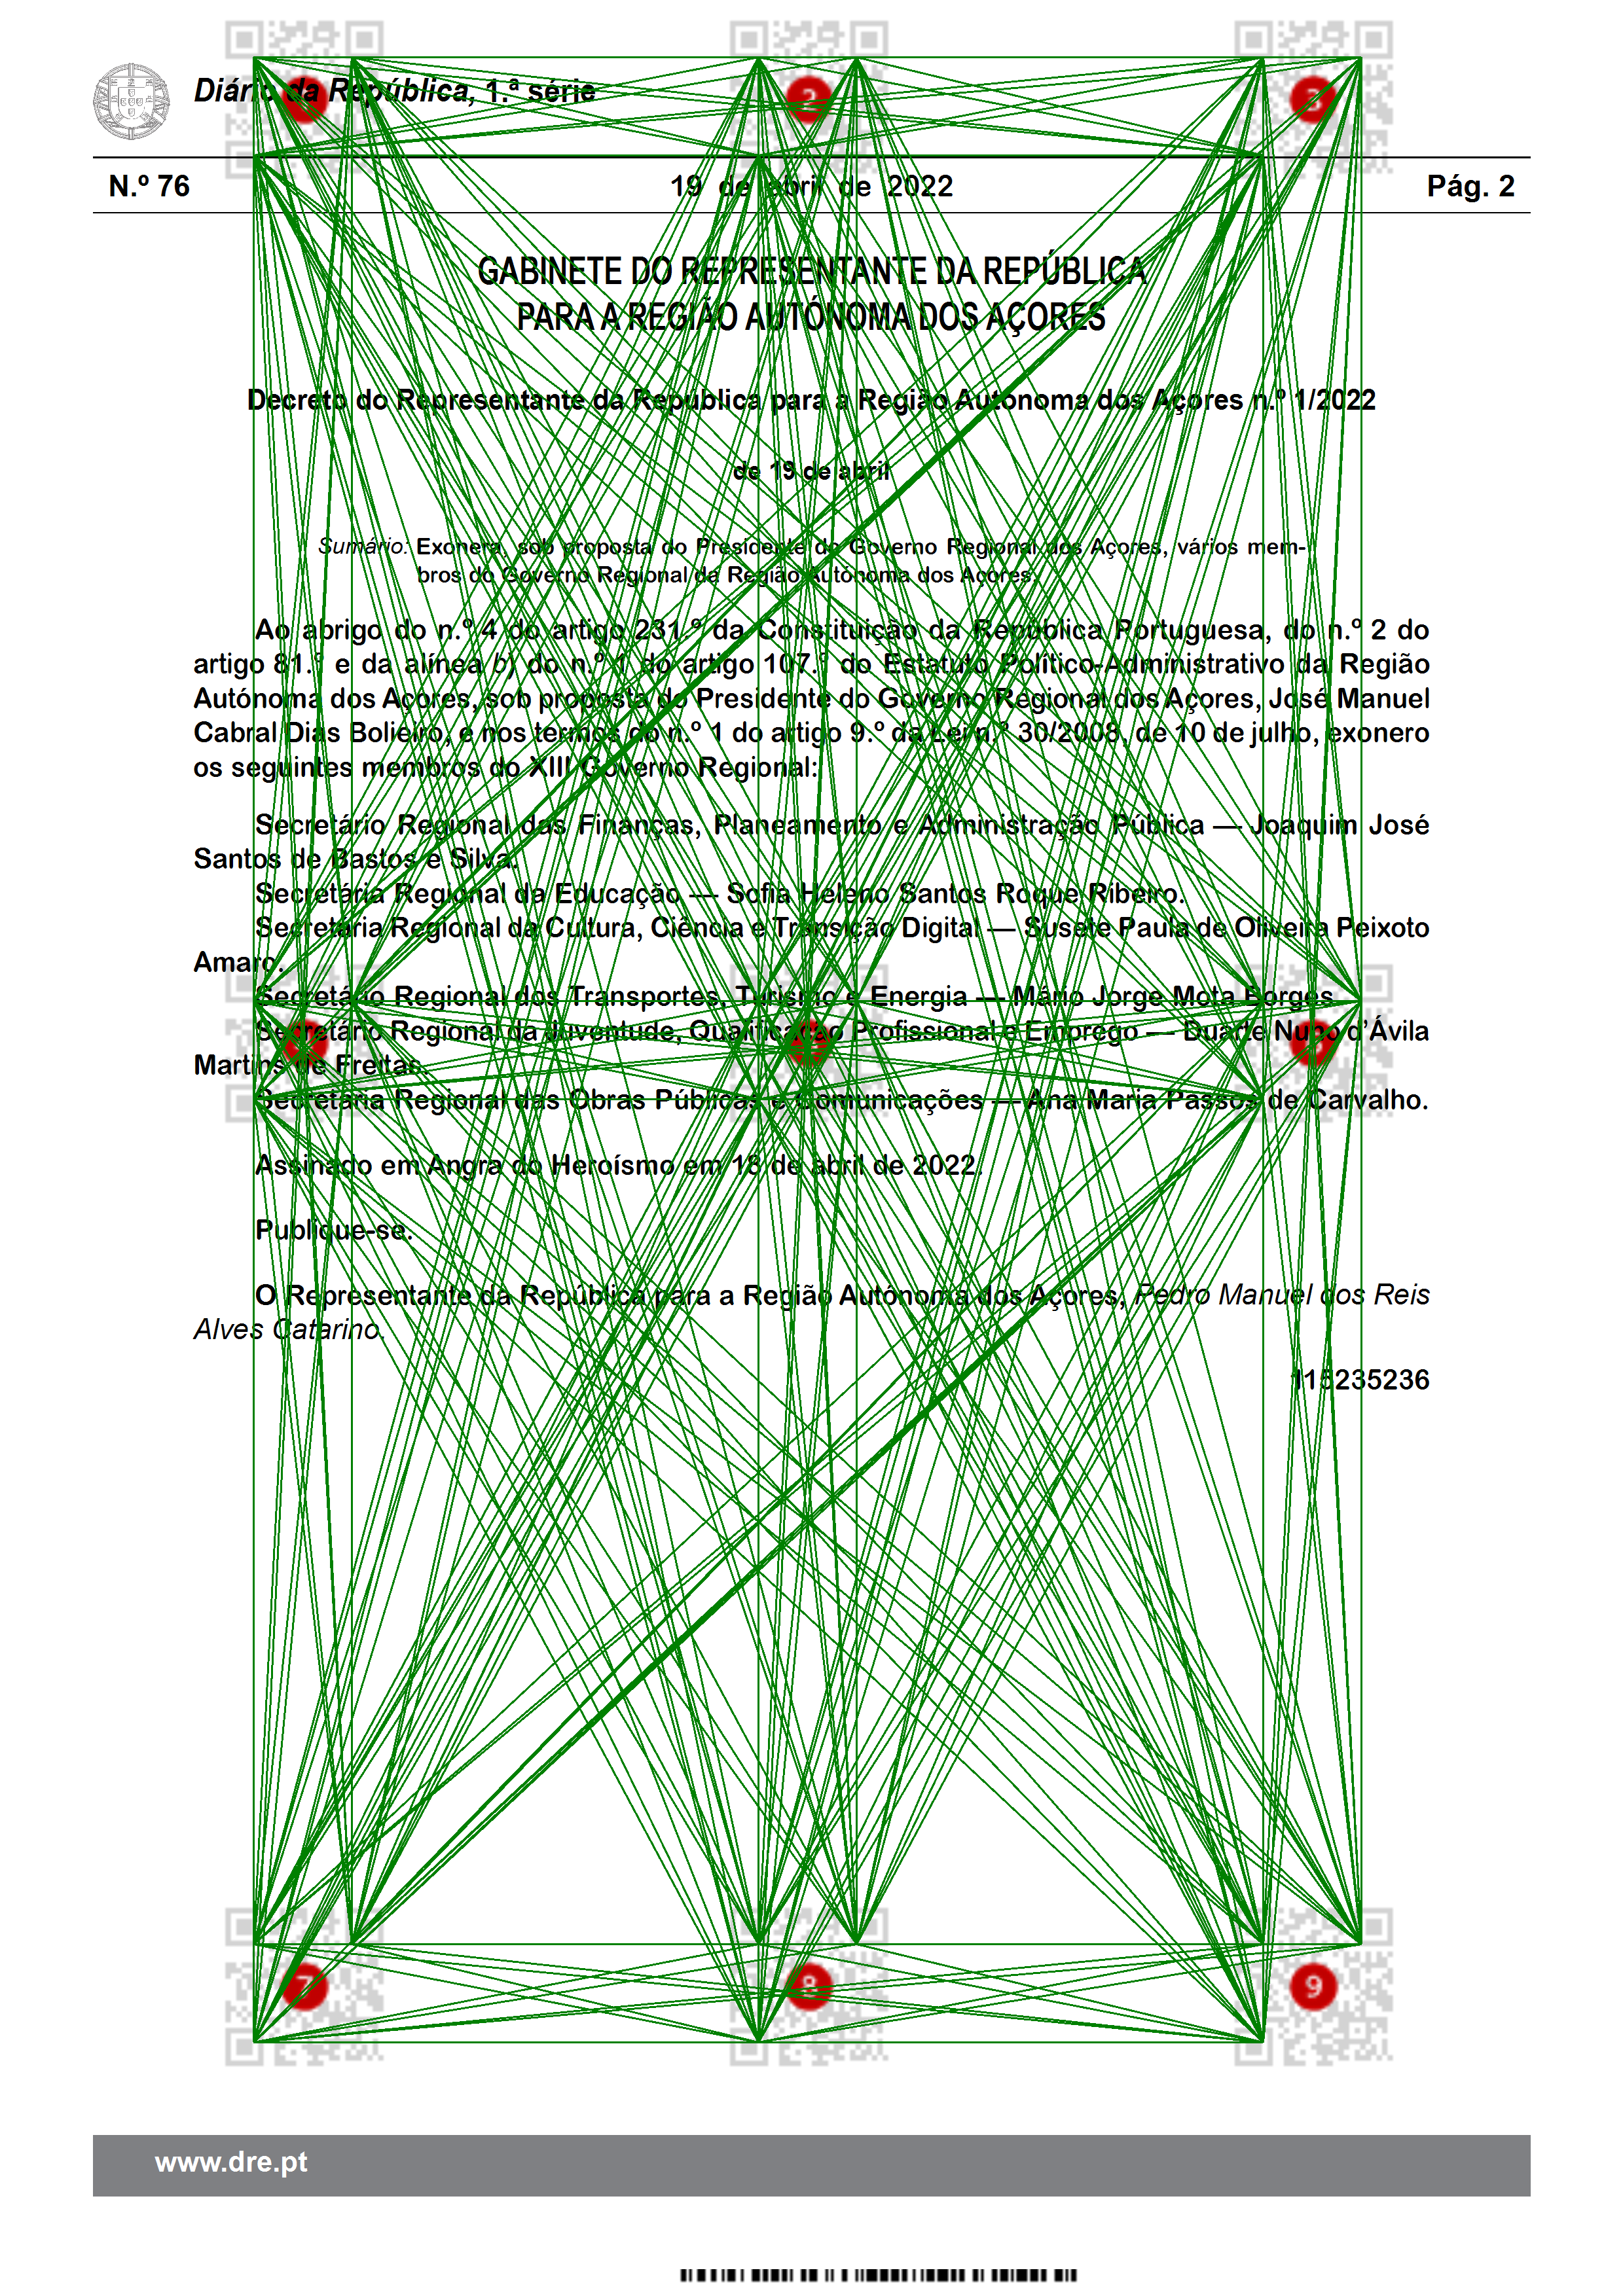 Diário da República, 1.ª série
2
3
N.º 76
19 de abril de 2022
Pág. 2
GABINETE DO REPRESENTANTE DA REPÚBLICA
PARA A REGIÃO AUTÓNOMA DOS AÇORES
Decreto do Representante da República para a Região Autónoma dos Açores n.º 1/2022
de 19 de abril
Sumário: Exonera, sob proposta do Presidente do Governo Regional dos Açores, vários mem-
bros do Governo Regional da Região Autónoma dos Açores.
Ao abrigo do n.º 4 do artigo 231.º da Constituição da República Portuguesa, do n.º 2 do
artigo 81.º e da alínea b) do n.º 1 do artigo 107.º do Estatuto Político-Administrativo da Região
Autónoma dos Açores, sob proposta do Presidente do Governo Regional dos Açores, José Manuel
Cabral Dias Bolieiro, e nos termos do n.º 1 do artigo 9.º da Lei n.º 30/2008, de 10 de julho, exonero
os seguintes membros do XIII Governo Regional:
Secretário Regional das Finanças, Planeamento e Administração Pública — Joaquim José
Santos de Bastos e Silva.
Secretária Regional da Educação — Sofia Heleno Santos Roque Ribeiro.
Secretária Regional da Cultura, Ciência e Transição Digital — Susete Paula de Oliveira Peixoto
Amaro.
Secretário Regional dos Transportes, Turismo e Energia — Mário Jorge Mota Borges.
Secretário Regional da Juventude, Qualificação Profissional e Emprego — Duarte Nuno d’Ávila
Martins de Freitas.
Secretária Regional das Obras Públicas e Comunicações — Ana Maria Passos de Carvalho.
Assinado em Angra do Heroísmo em 18 de abril de 2022.
Publique-se.
O Representante da República para a Região Autónoma dos Açores, Pedro Manuel dos Reis
Alves Catarino.
115235236
7
8
9
www.dre.pt